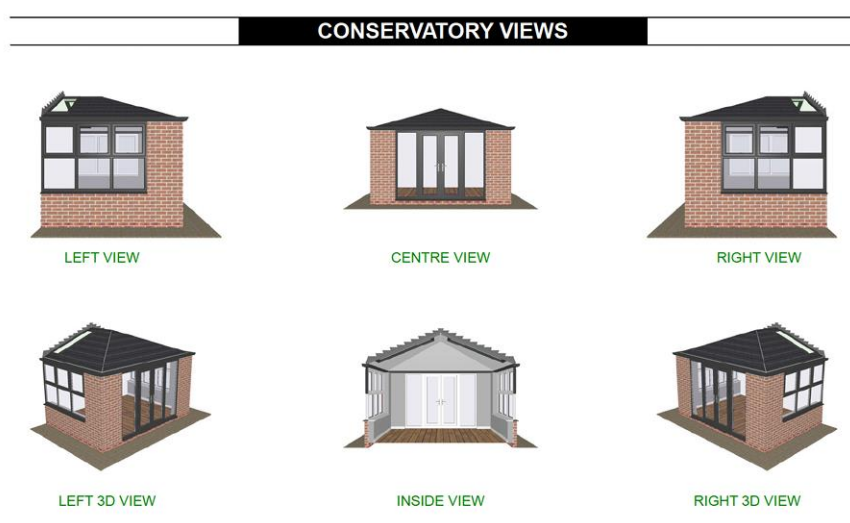 CONSERVATORY VIEWS
LEFT VIEW
CENTRE VIEW
RIGHT VIEW
LEFT 3D VIEW
INSIDE VIEW
RIGHT 3D VIEW